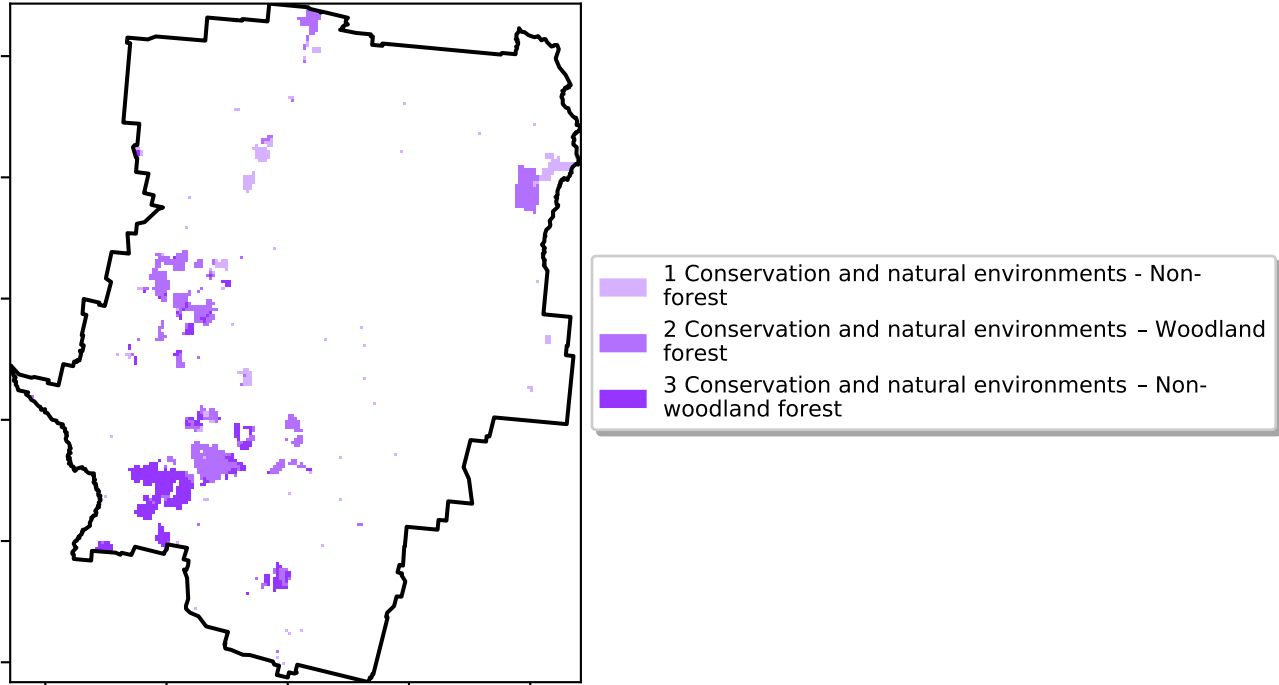 1 Conservation and natural environments - Non-
forest
2 Conservation and natural environments – Woodland
forest
3 Conservation and natural environments – Non-
woodland forest